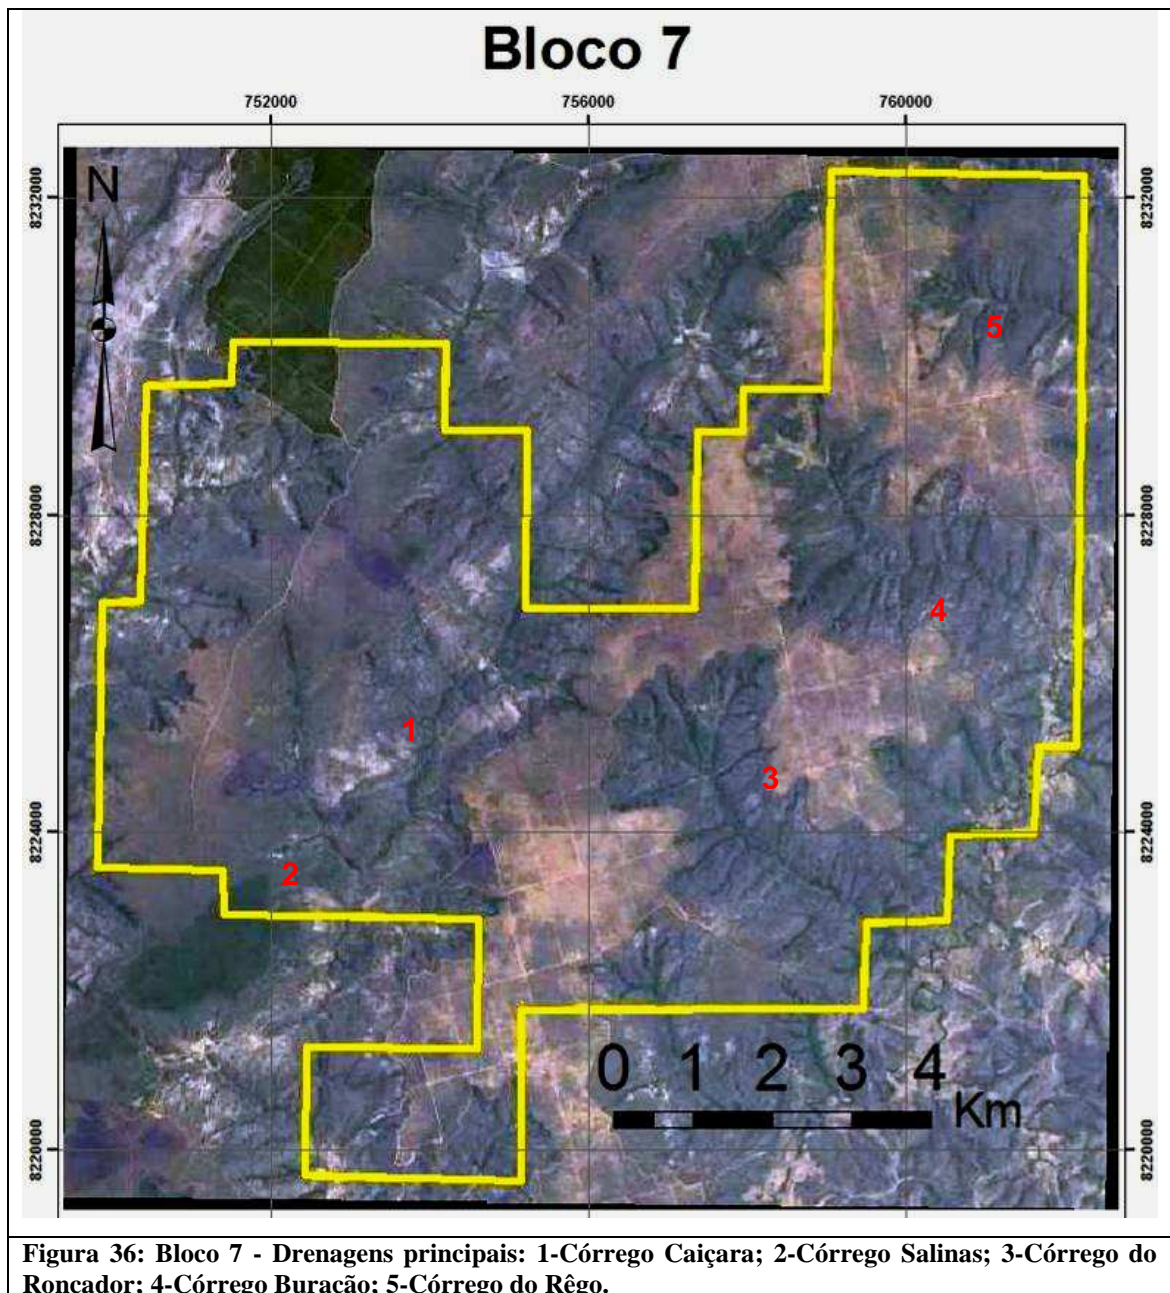 Bloco 7
752000
756000
760000
N
8232000
8232000
5
8228000
8228000
4
1
3
8224000
8224000
2
0 1 2 3 4
Km
8220000
8220000
Figura 36: Bloco 7 - Drenagens principais: 1-Córrego Caiçara; 2-Córrego Salinas; 3-Córrego do
Roncador; 4-Córrego Buracão; 5-Córrego do Rêgo.